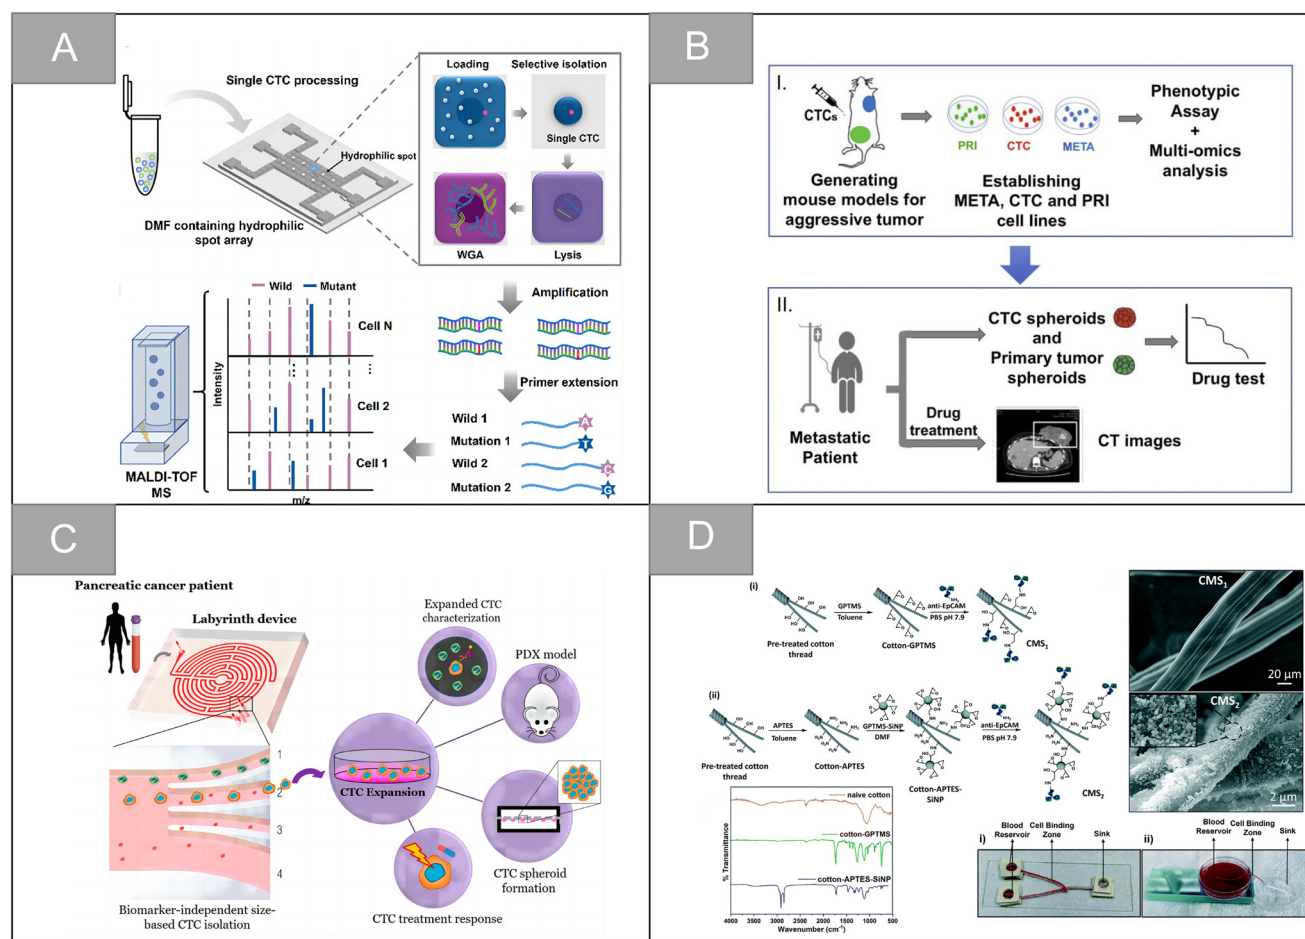 A
Single CTC processing
Hydrophilic spot
DMF containing hydrophilic
spot array
Loading
Selective isolation
Single CTC
WGA
Lysis
Amplification
Primer extension
Wild 1
A
Mutation 1
T
Wild 2
C
Mutation 2
G
Wild
Mutant
Cell N
Cell 2
Cell 1
Intensity
m/z
MALDI-TOF
MS
B
I.
CTCs
Generating
mouse models for
aggressive tumor
PRI
CTC
META
Establishing
META, CTC and PRI
cell lines
Phenotypic
Assay
+
Multi-omics
analysis
II.
Metastatic
Patient
CTC spheroids
and
Primary tumor
spheroids
Drug test
Drug
treatment
CT images
C
Pancreatic cancer patient
Labyrinth device
1
2
3
4
Biomarker-independent size-
based CTC isolation
CTC Expansion
Expanded CTC
characterization
PDX model
CTC spheroid
formation
CTC treatment response
D
(i)
Pre-treated cotton
thread
GPTMS
Toluene
Cotton-GPTMS
anti-EpCAM
PBS pH 7.9
CMS₁
(ii)
Pre-treated cotton
thread
APTES
Toluene
Cotton-APTES
GPTMS-SiNP
DMF
Cotton-APTES-
SiNP
anti-EpCAM
PBS pH 7.9
CMS₂
naive cotton
cotton-GPTMS
cotton-APTES-SiNP
% Transmittance
4000 3500 3000 2500 2000 1500 1000 500
Wavenumber (cm⁻¹)
CMS₁
20 µm
CMS₂
2 µm
i)
Blood
Reservoir
Cell Binding
Zone
Sink
ii)
Blood
Reservoir
Cell Binding
Zone
Sink